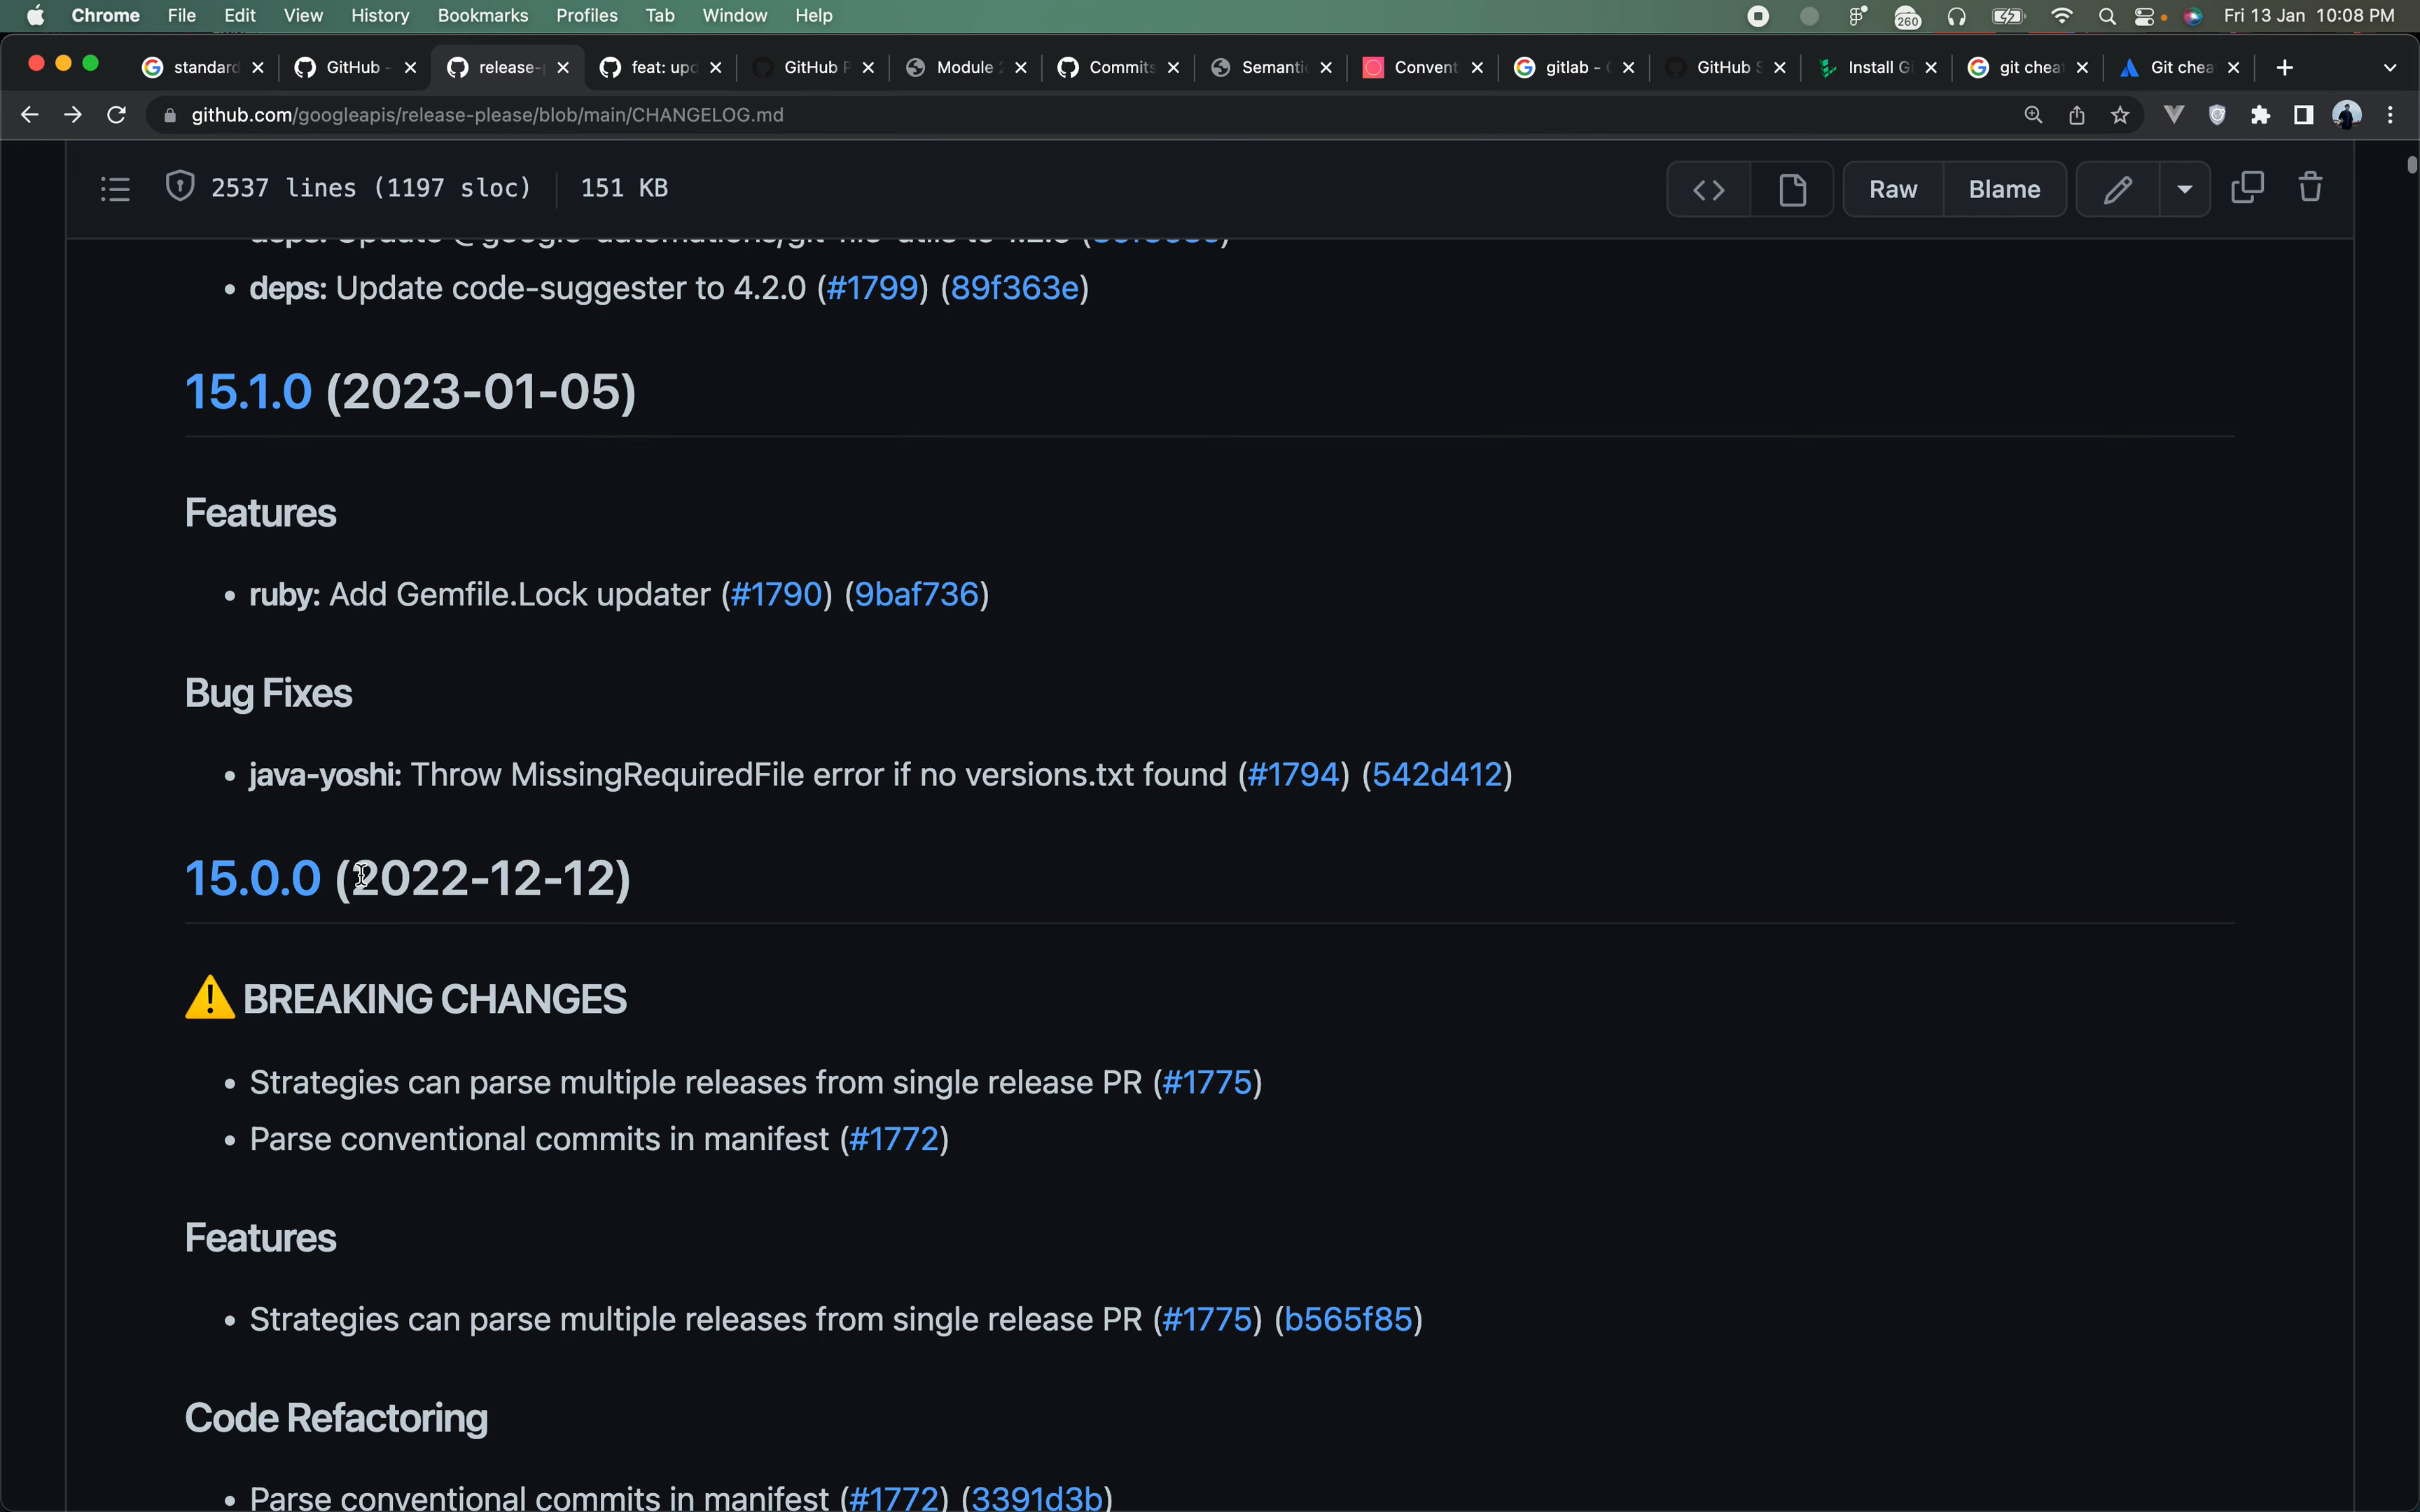 Chrome File Edit View History Bookmarks Profiles Tab Window Help 260 Fri 13 Jan 10:08 PM
standard GitHub - release- feat: upd GitHub F Module Commits Semanti Convent gitlab - GitHub S Install G git cheat Git chea
github.com/googleapis/release-please/blob/main/CHANGELOG.md
2537 lines (1197 sloc) 151 KB Raw Blame
• deps: Update code-suggester to 4.2.0 (#1799) (89f363e)
15.1.0 (2023-01-05)
Features
• ruby: Add Gemfile.Lock updater (#1790) (9baf736)
Bug Fixes
• java-yoshi: Throw MissingRequiredFile error if no versions.txt found (#1794) (542d412)
15.0.0 (2022-12-12)
⚠ BREAKING CHANGES
• Strategies can parse multiple releases from single release PR (#1775)
• Parse conventional commits in manifest (#1772)
Features
• Strategies can parse multiple releases from single release PR (#1775) (b565f85)
Code Refactoring
• Parse conventional commits in manifest (#1772) (3391d3b)